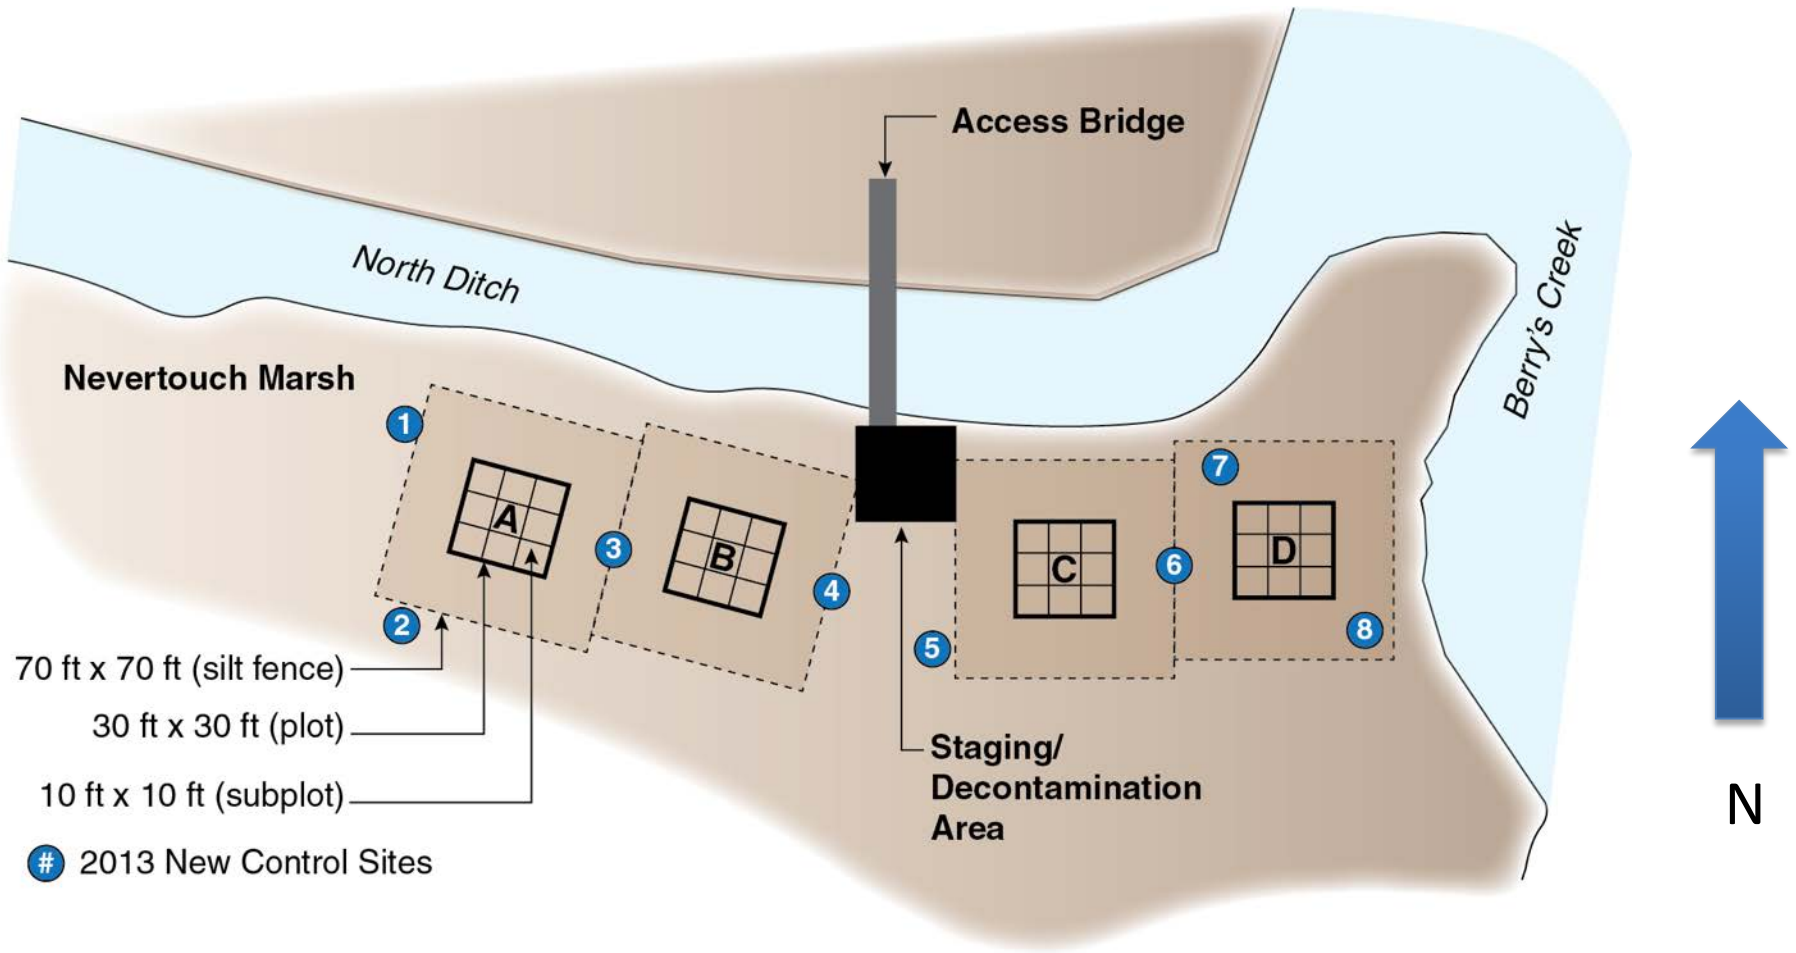 Access Bridge
North Ditch
Berry's Creek
Nevertouch Marsh
1
7
A
3
B
C
6
D
4
2
5
8
70 ft x 70 ft (silt fence)
30 ft x 30 ft (plot)
10 ft x 10 ft (subplot)
# 2013 New Control Sites
Staging/
Decontamination
Area
N